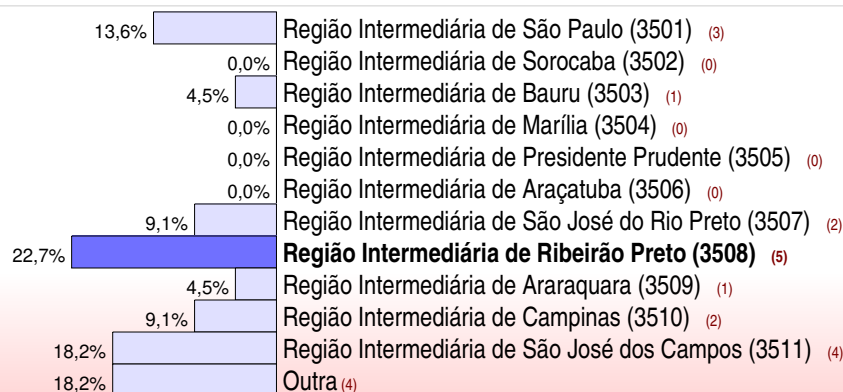 13,6% Região Intermediária de São Paulo (3501) (3)
0,0% Região Intermediária de Sorocaba (3502) (0)
4,5% Região Intermediária de Bauru (3503) (1)
0,0% Região Intermediária de Marília (3504) (0)
0,0% Região Intermediária de Presidente Prudente (3505) (0)
0,0% Região Intermediária de Araçatuba (3506) (0)
9,1% Região Intermediária de São José do Rio Preto (3507) (2)
22,7% Região Intermediária de Ribeirão Preto (3508) (5)
4,5% Região Intermediária de Araraquara (3509) (1)
9,1% Região Intermediária de Campinas (3510) (2)
18,2% Região Intermediária de São José dos Campos (3511) (4)
18,2% Outra (4)